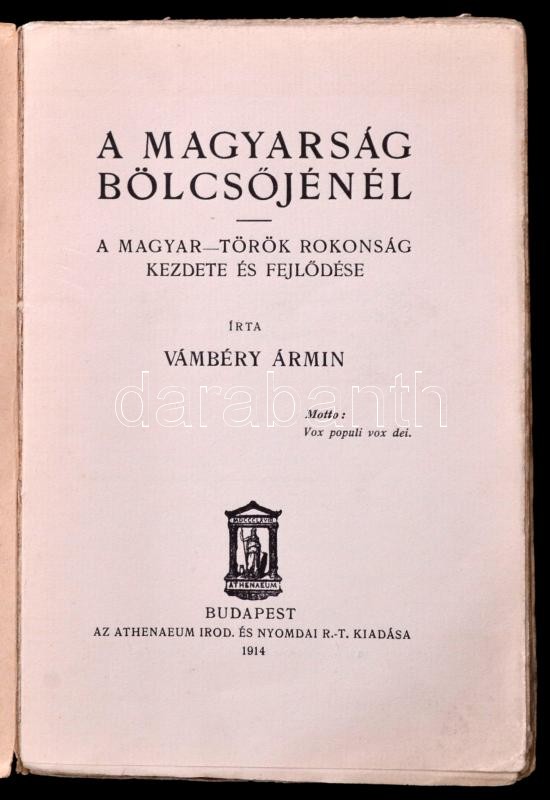 A MAGYARSÁG
BÖLCSŐJÉNÉL
A MAGYAR—TÖRÖK ROKONSÁG
KEZDETE ÉS FEJLŐDÉSE
ÍRTA
VÁMBÉRY ÁRMIN
darabanth
Motto:
Vox populi vox dei.
MDCCCLXVIII
ATHENAEUM
BUDAPEST
AZ ATHENAEUM IROD. ÉS NYOMDAI R.-T. KIADÁSA
1914